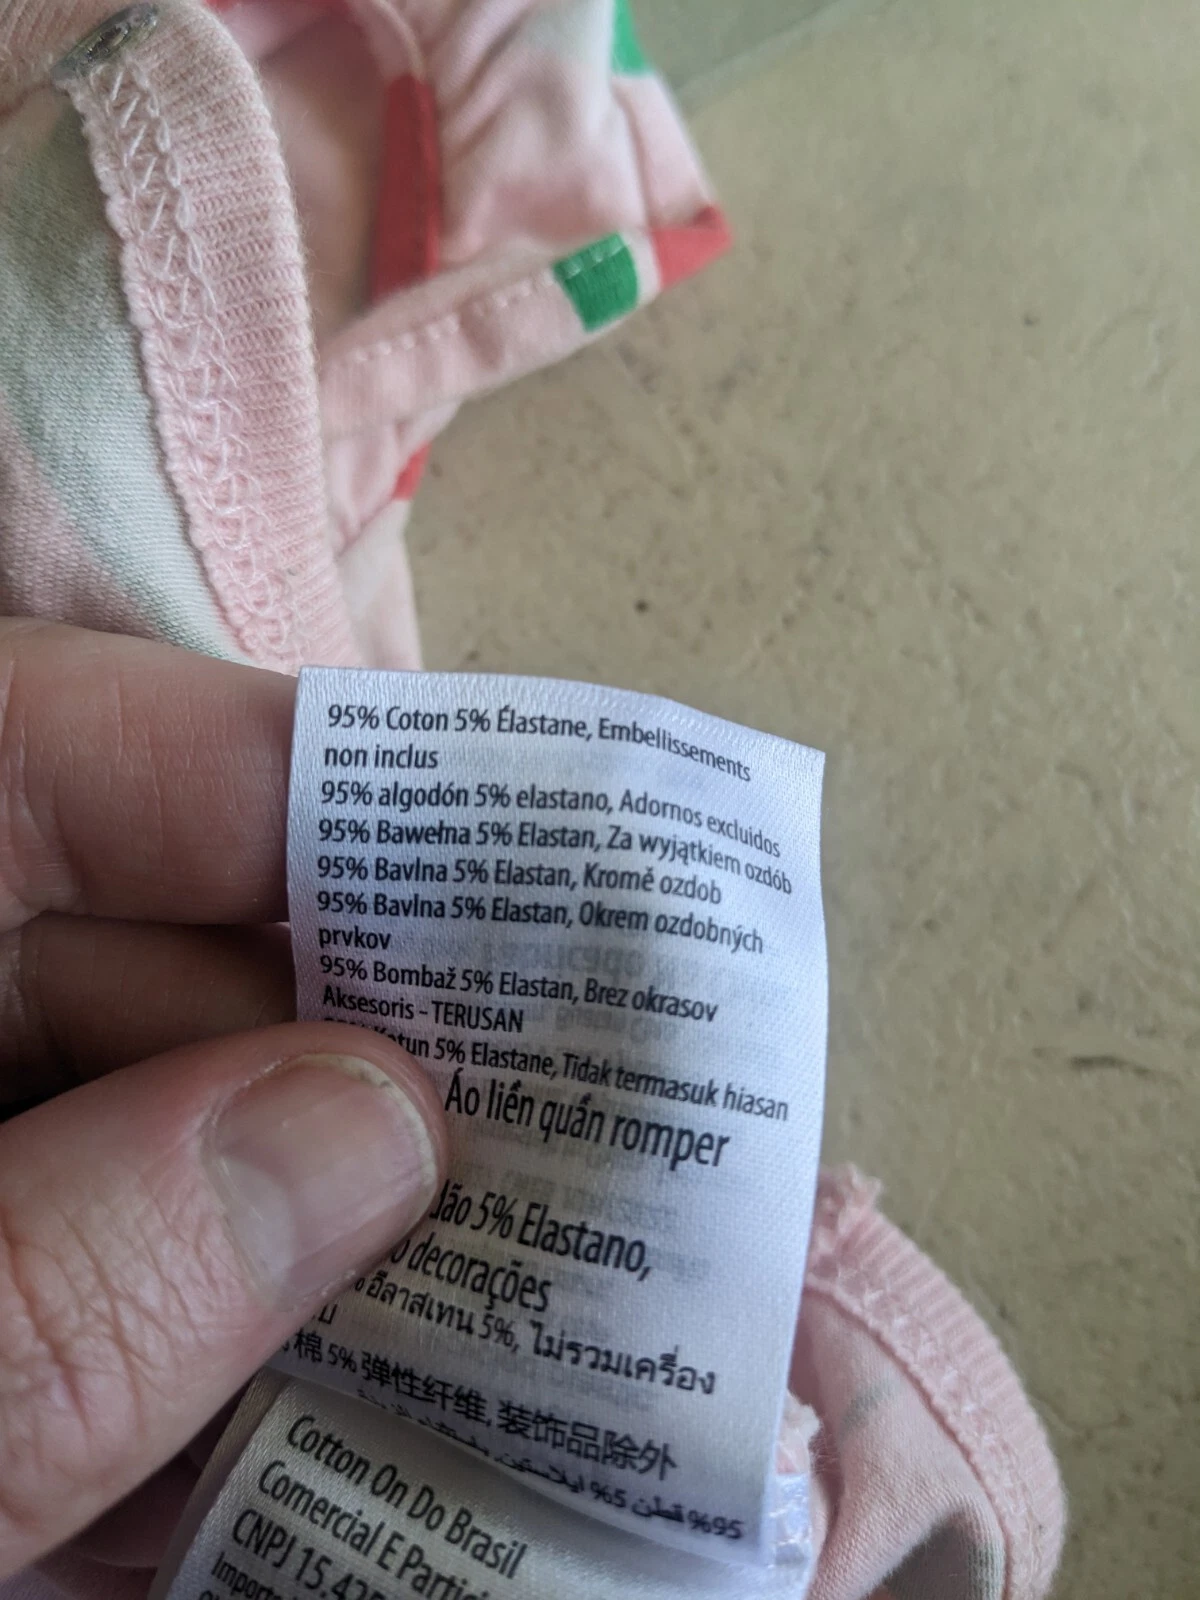 95% Coton 5% Élastane, Embellissements
non inclus
95% algodón 5% elastano, Adornos excluidos
95% Bawełna 5% Elastan, Za wyjątkiem ozdób
95% Bavlna 5% Elastan, Kromě ozdob
95% Bavlna 5% Elastan, Okrem ozdobných
prvkov
95% Bombaž 5% Elastan, Brez okrasov
Aksesoris - TERUSAN
5% Elastane, Tidak termasuk hiasan
Áo liền quần romper
5% Elastano,
decorações
อีลาสเทน 5%, ไม่รวมเครื่อง
棉 5% 弹性纤维, 装饰品除外
95% قطن 5%
Cotton On Do Brasil
Comercial E
CNPJ